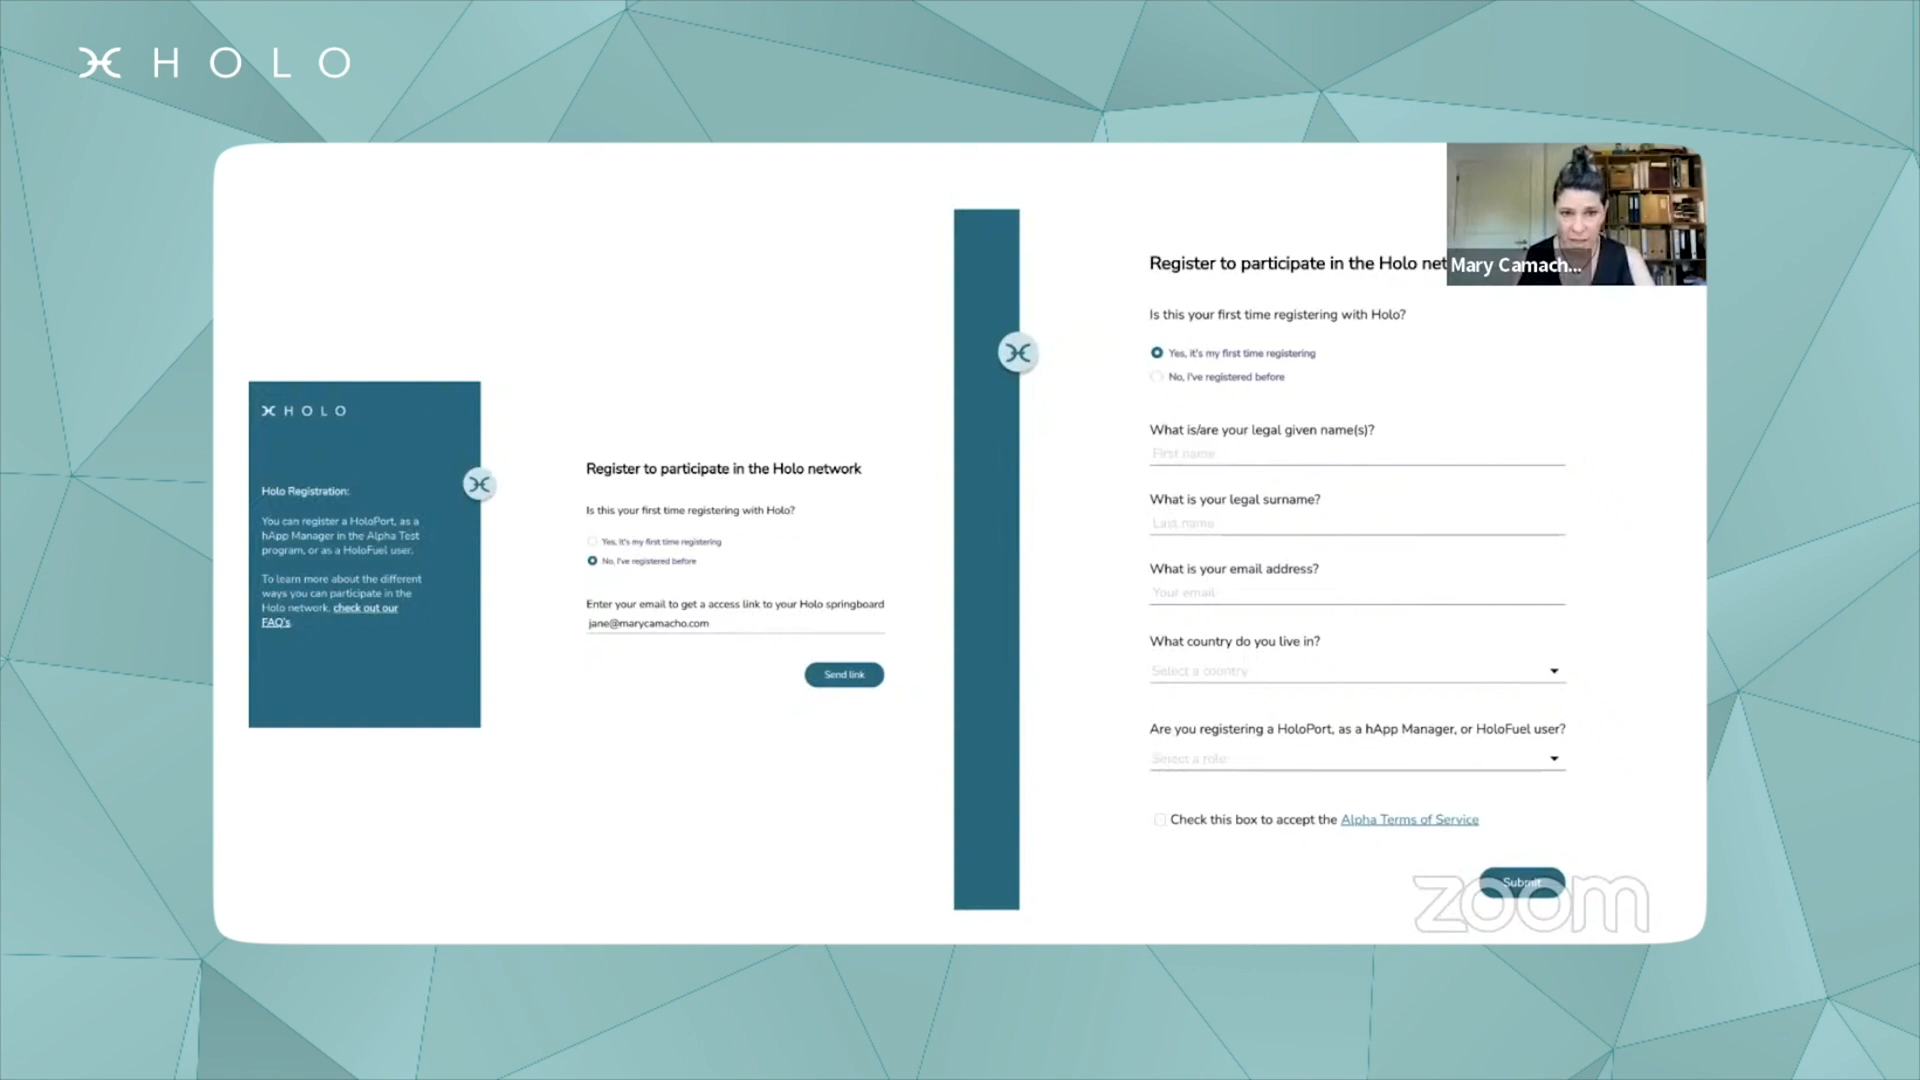 HOLO
HOLO
Holo Registration:
You can register a HoloPort, as a
hApp Manager in the Alpha Test
program, or as a HoloFuel user.
To learn more about the different
ways you can participate in the
Holo network, check out our
FAQ's
Register to participate in the Holo network
Is this your first time registering with Holo?
Yes, it's my first time registering
No, I've registered before
Enter your email to get a access link to your Holo springboard
jane@marycamacho.com
Send link
Register to participate in the Holo net
Mary Camach...
Is this your first time registering with Holo?
Yes, it's my first time registering
No, I've registered before
What is/are your legal given name(s)?
First name
What is your legal surname?
Last name
What is your email address?
Your email
What country do you live in?
Select a country
Are you registering a HoloPort, as a hApp Manager, or HoloFuel user?
Select a role
Check this box to accept the Alpha Terms of Service
Submit
zoom